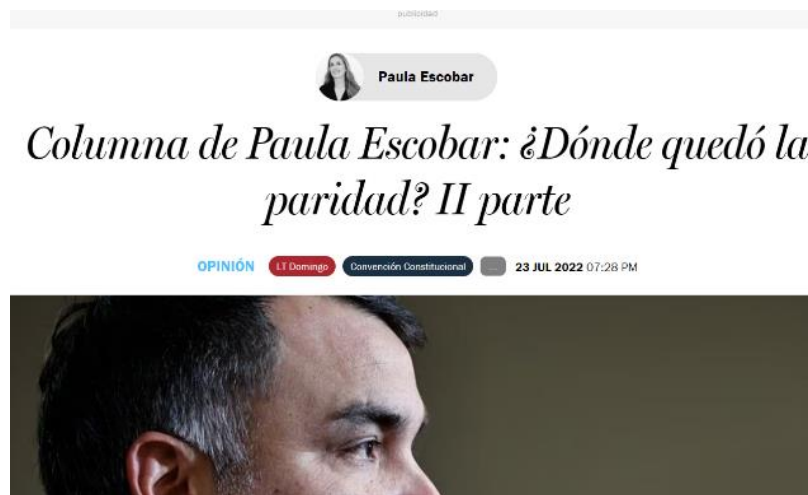 publicidad
Paula Escobar
Columna de Paula Escobar: ¿Dónde quedó la
paridad? II parte
OPINIÓN LT Domingo Convención Constitucional ... 23 JUL 2022 07:28 PM